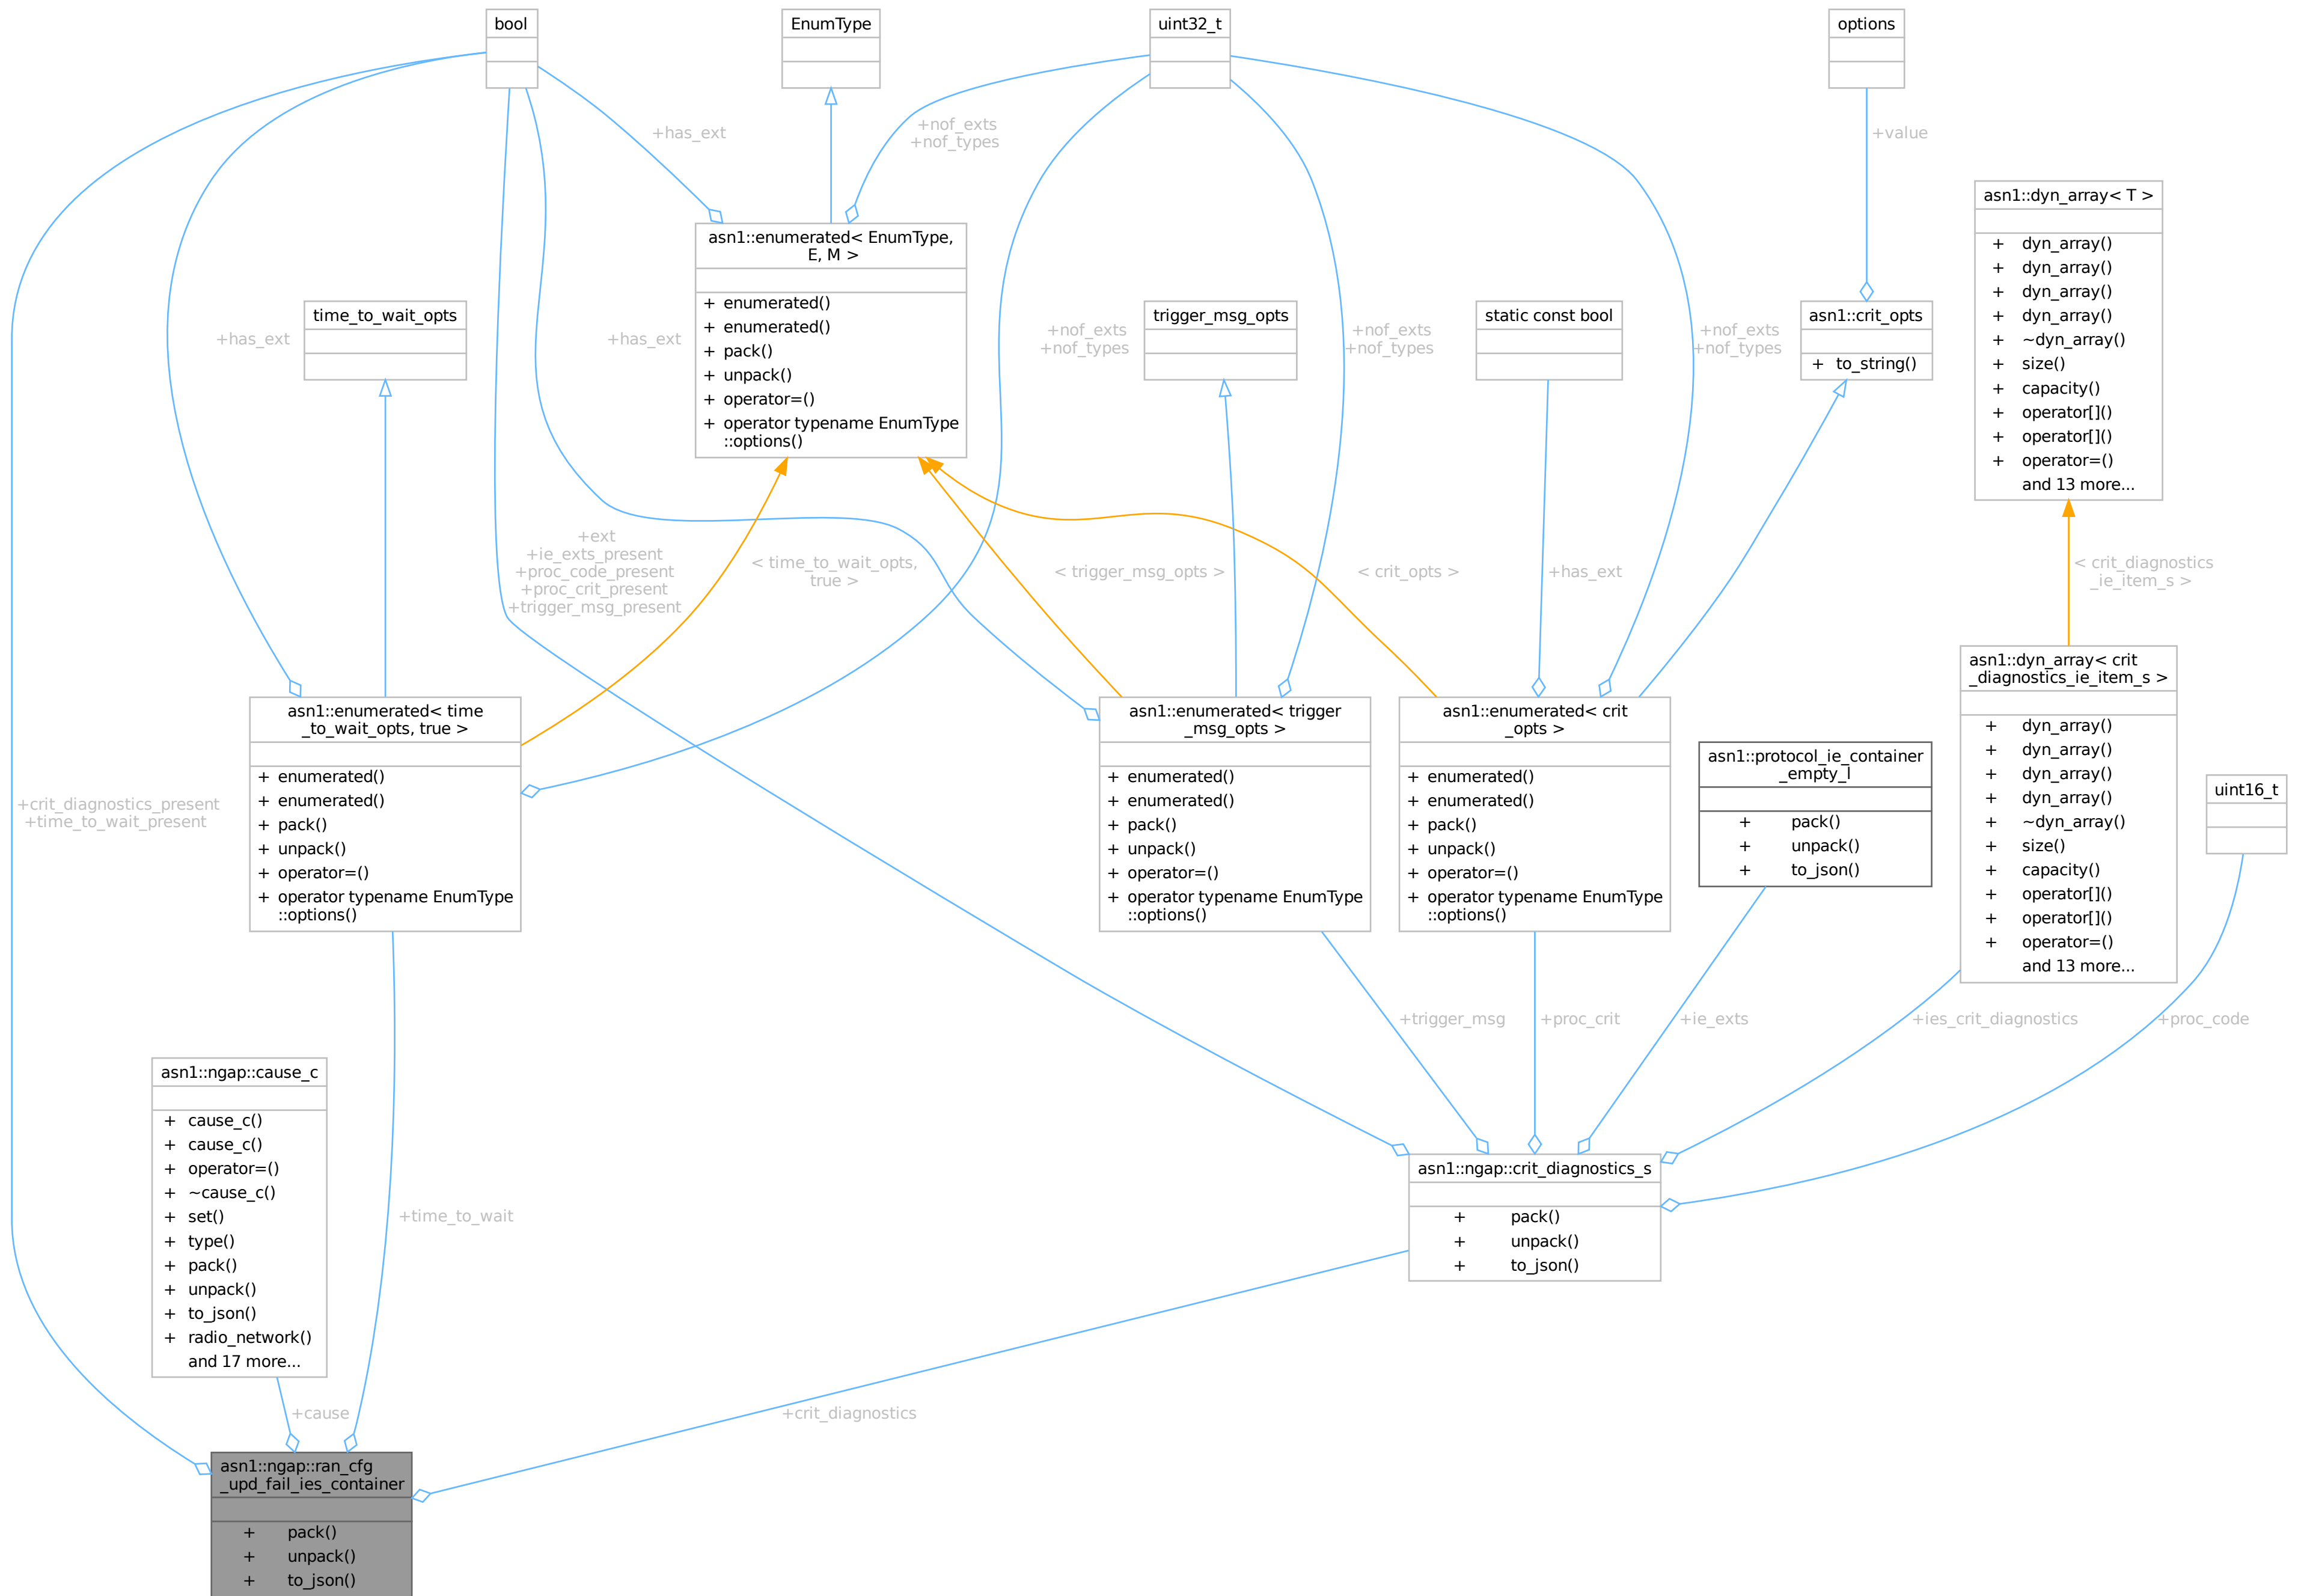 bool
EnumType
uint32_t
options
+has_ext
+nof_exts
+nof_types
+value
asn1::dyn_array< T >
+ dyn_array()
+ dyn_array()
+ dyn_array()
+ dyn_array()
+ ~dyn_array()
+ size()
+ capacity()
+ operator[]()
+ operator[]()
+ operator=()
and 13 more...
asn1::enumerated< EnumType,
E, M >
+ enumerated()
+ enumerated()
+ pack()
+ unpack()
+ operator=()
+ operator typename EnumType
::options()
time_to_wait_opts
trigger_msg_opts
static const bool
asn1::crit_opts
+ to_string()
+has_ext
+has_ext
+nof_exts
+nof_types
+nof_exts
+nof_types
+nof_exts
+nof_types
+ext
+ie_exts_present
+proc_code_present
+proc_crit_present
+trigger_msg_present
< time_to_wait_opts,
true >
< trigger_msg_opts >
< crit_opts >
+has_ext
< crit_diagnostics
_ie_item_s >
asn1::enumerated< time
_to_wait_opts, true >
+ enumerated()
+ enumerated()
+ pack()
+ unpack()
+ operator=()
+ operator typename EnumType
::options()
asn1::enumerated< trigger
_msg_opts >
+ enumerated()
+ enumerated()
+ pack()
+ unpack()
+ operator=()
+ operator typename EnumType
::options()
asn1::enumerated< crit
_opts >
+ enumerated()
+ enumerated()
+ pack()
+ unpack()
+ operator=()
+ operator typename EnumType
::options()
asn1::protocol_ie_container
_empty_l
+ pack()
+ unpack()
+ to_json()
asn1::dyn_array< crit
_diagnostics_ie_item_s >
+ dyn_array()
+ dyn_array()
+ dyn_array()
+ dyn_array()
+ ~dyn_array()
+ size()
+ capacity()
+ operator[]()
+ operator[]()
+ operator=()
and 13 more...
uint16_t
+crit_diagnostics_present
+time_to_wait_present
+trigger_msg
+proc_crit
+ie_exts
+ies_crit_diagnostics
+proc_code
asn1::ngap::cause_c
+ cause_c()
+ cause_c()
+ operator=()
+ ~cause_c()
+ set()
+ type()
+ pack()
+ unpack()
+ to_json()
+ radio_network()
and 17 more...
+time_to_wait
asn1::ngap::crit_diagnostics_s
+ pack()
+ unpack()
+ to_json()
+cause
+crit_diagnostics
asn1::ngap::ran_cfg
_upd_fail_ies_container
+ pack()
+ unpack()
+ to_json()